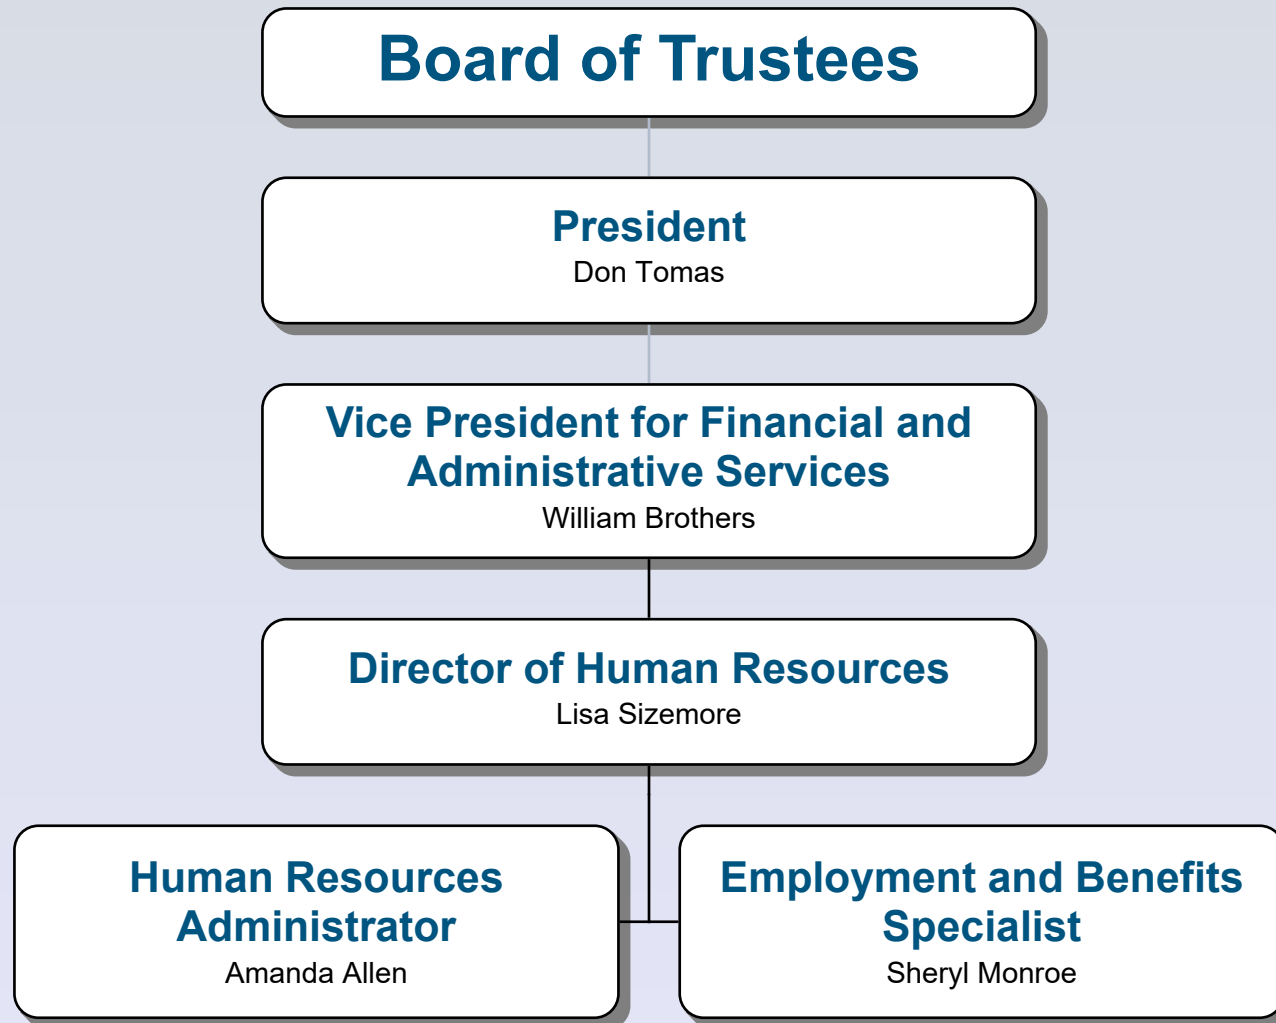 Board of Trustees
President
Don Tomas
Vice President for Financial and
Administrative Services
William Brothers
Director of Human Resources
Lisa Sizemore
Human Resources
Administrator
Amanda Allen
Employment and Benefits
Specialist
Sheryl Monroe